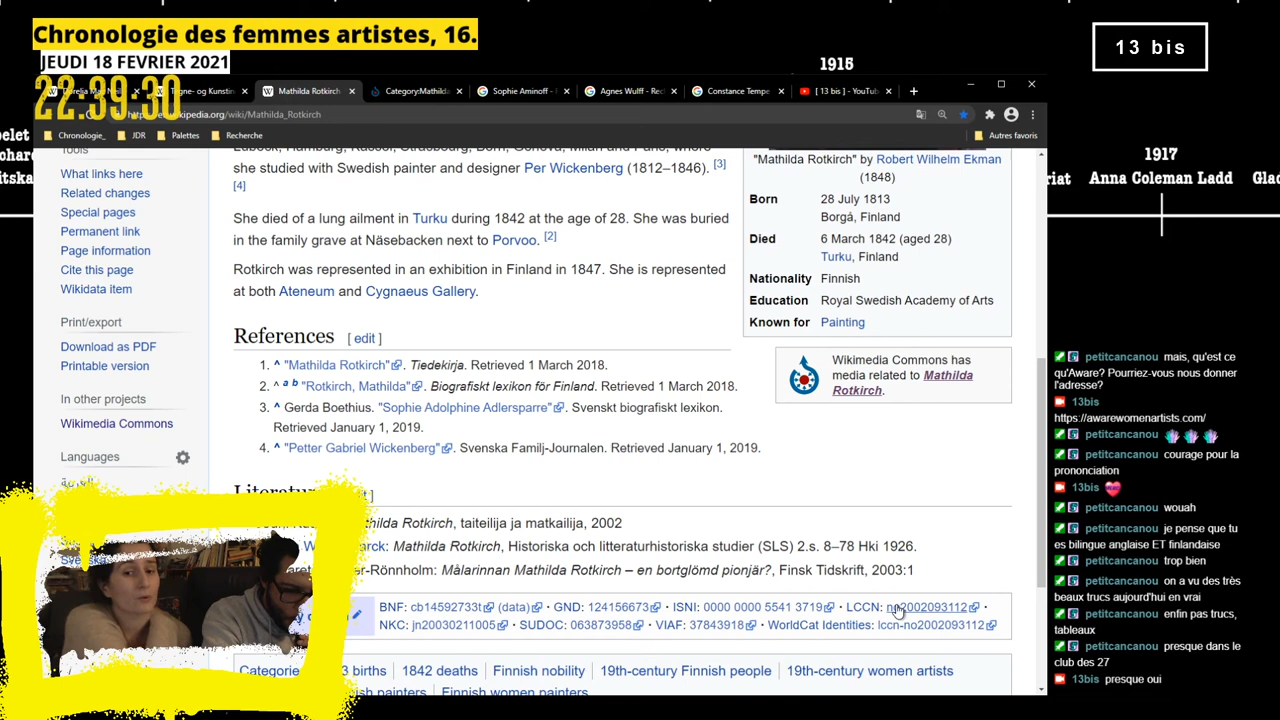 Chronologie des femmes artistes, 16.
JEUDI 18 FEVRIER 2021
22:39:30
13 bis
1915
Mathilda Rotkirch
Category:Mathilda
Sophie Aminoff -
Agnes Wulff - Rec
Constance Tempe
[ 13 bis ] - YouTube
wikipedia.org/wiki/Mathilda_Rotkirch
Chronologie_
JDR
Palettes
Recherche
Autres favoris
pelet
1917
riat
Anna Coleman Ladd
Gla
Tools
What links here
Related changes
Special pages
Permanent link
Page information
Cite this page
Wikidata item
Print/export
Download as PDF
Printable version
In other projects
Wikimedia Commons
Languages
she studied with Swedish painter and designer Per Wickenberg (1812–1846). [3]
[4]
She died of a lung ailment in Turku during 1842 at the age of 28. She was buried
in the family grave at Näsebacken next to Porvoo. [2]
Rotkirch was represented in an exhibition in Finland in 1847. She is represented
at both Ateneum and Cygnaeus Gallery.
References [ edit ]
1. ^ "Mathilda Rotkirch". Tiedekirja. Retrieved 1 March 2018.
2. ^ a b "Rotkirch, Mathilda". Biografiskt lexikon för Finland. Retrieved 1 March 2018.
3. ^ Gerda Boethius. "Sophie Adolphine Adlersparre". Svenskt biografiskt lexikon.
Retrieved January 1, 2019.
4. ^ "Petter Gabriel Wickenberg". Svenska Familj-Journalen. Retrieved January 1, 2019.
"Mathilda Rotkirch" by Robert Wilhelm Ekman
(1848)
Born 28 July 1813
Borgå, Finland
Died 6 March 1842 (aged 28)
Turku, Finland
Nationality Finnish
Education Royal Swedish Academy of Arts
Known for Painting
Wikimedia Commons has
media related to Mathilda
Rotkirch.
Rotkirch, taiteilija ja matkailija, 2002
Mathilda Rotkirch, Historiska och litteraturhistoriska studier (SLS) 2.s. 8–78 Hki 1926.
Målarinnan Mathilda Rotkirch – en bortglömd pionjär?, Finsk Tidskrift, 2003:1
BNF: cb14592733t (data) · GND: 124156673 · ISNI: 0000 0000 5541 3719 · LCCN: no2002093112 ·
NKC: jn20030211005 · SUDOC: 063873958 · VIAF: 37843918 · WorldCat Identities: lccn-no2002093112
births | 1842 deaths | Finnish nobility | 19th-century Finnish people | 19th-century women artists
Finnish women painters
petitcancanou mais, qu'est ce
qu'Aware? Pourriez-vous nous donner
l'adresse?
13bis
https://awarewomenartists.com/
petitcancanou
petitcancanou courage pour la
prononciation
13bis
petitcancanou wouah
petitcancanou je pense que tu
es bilingue anglaise ET finlandaise
petitcancanou trop bien
petitcancanou on a vu des très
beaux trucs aujourd'hui en vrai
petitcancanou enfin pas trucs,
tableaux
petitcancanou presque dans le
club des 27
13bis presque oui